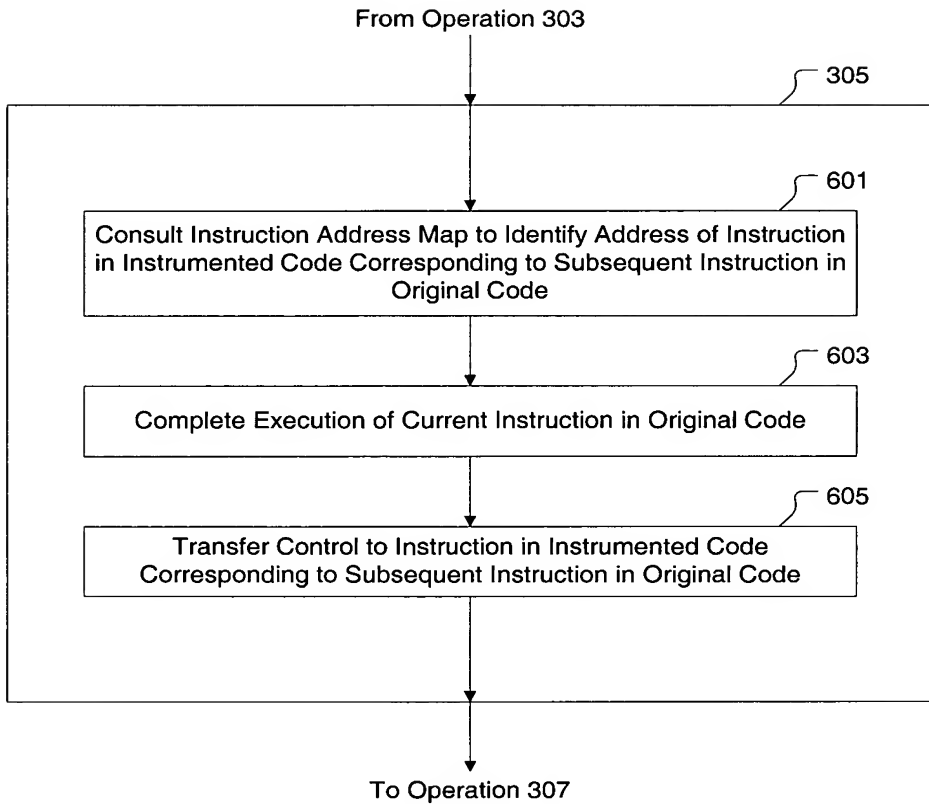 From Operation 303
305
601
Consult Instruction Address Map to Identify Address of Instruction
in Instrumented Code Corresponding to Subsequent Instruction in
Original Code
603
Complete Execution of Current Instruction in Original Code
605
Transfer Control to Instruction in Instrumented Code
Corresponding to Subsequent Instruction in Original Code
To Operation 307